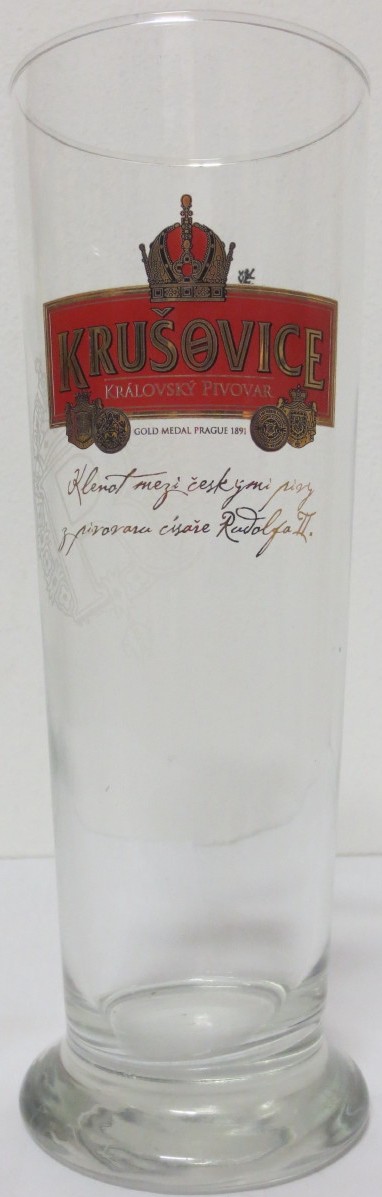 KRUŠOVICE
KRÁLOVSKÝ PIVOVAR
GOLD MEDAL PRAGUE 1891
Klenot mezi českými pivy
z pivovaru císaře Rudolfa II.